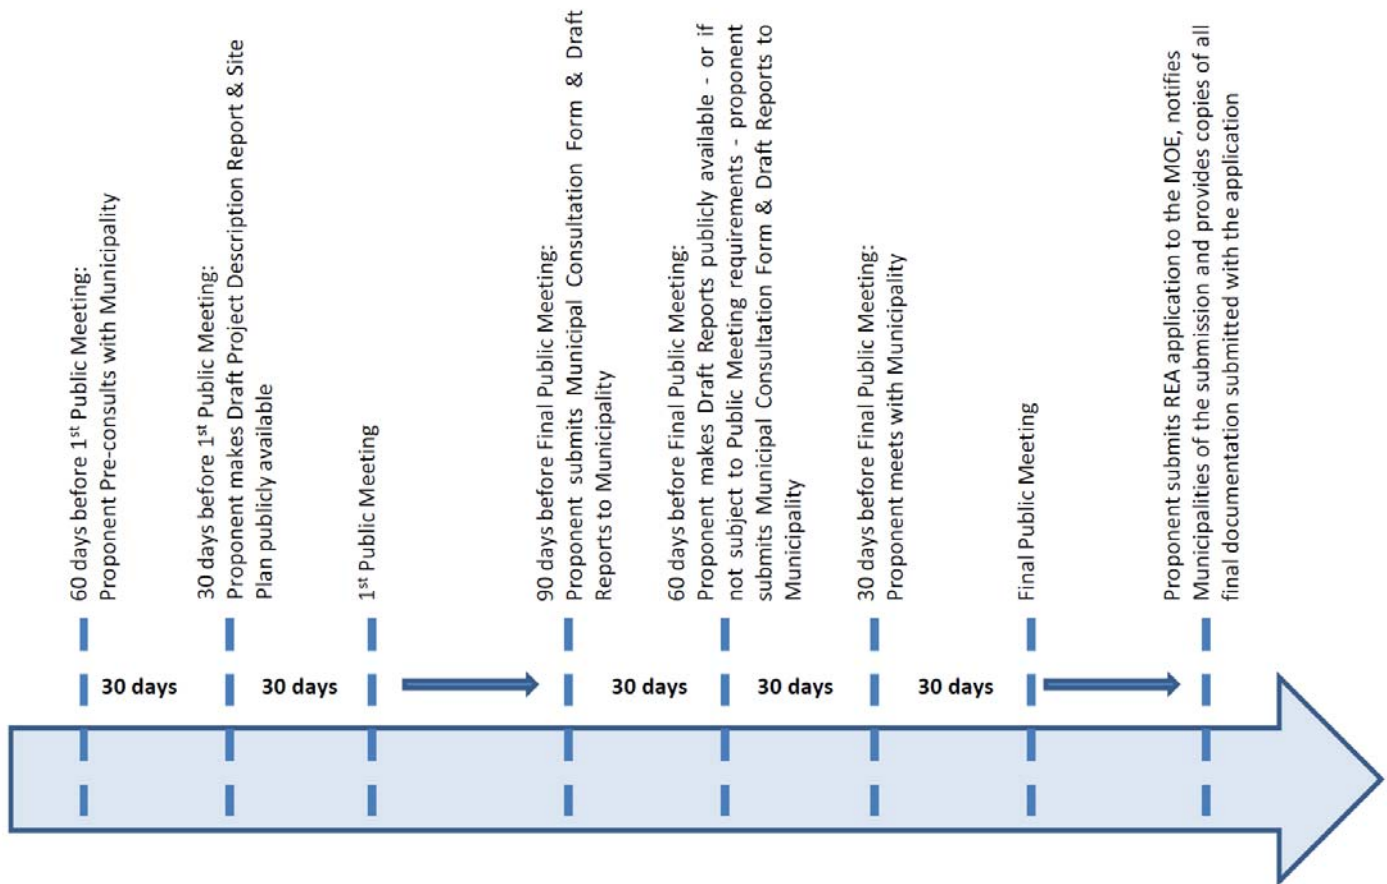 60 days before 1st Public Meeting:
Proponent Pre-consults with Municipality
30 days before 1st Public Meeting:
Proponent makes Draft Project Description Report & Site
Plan publicly available
1st Public Meeting
90 days before Final Public Meeting:
Proponent submits Municipal Consultation Form & Draft
Reports to Municipality
60 days before Final Public Meeting:
Proponent makes Draft Reports publicly available - or if
not subject to Public Meeting requirements - proponent
submits Municipal Consultation Form & Draft Reports to
Municipality
30 days before Final Public Meeting:
Proponent meets with Municipality
Final Public Meeting
Proponent submits REA application to the MOE, notifies
Municipalities of the submission and provides copies of all
final documentation submitted with the application
30 days
30 days
30 days
30 days
30 days